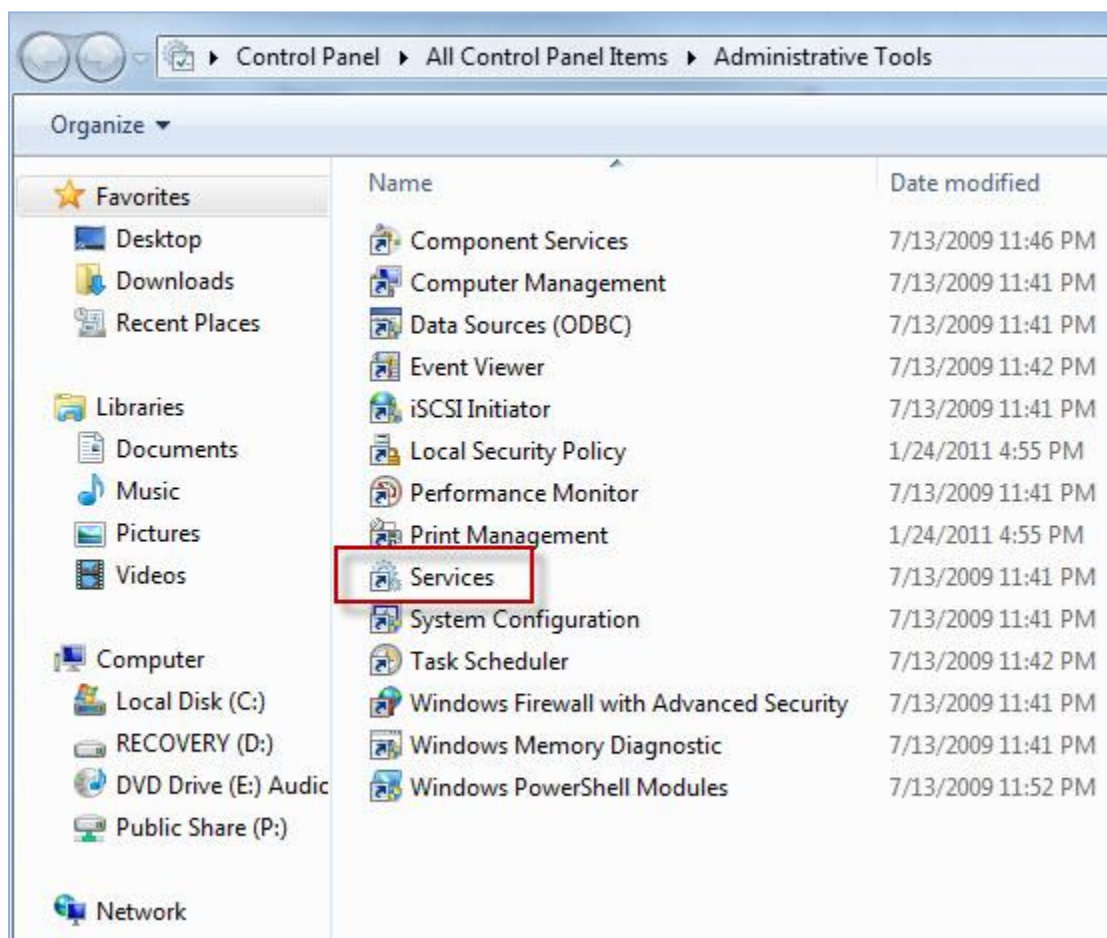 Control Panel All Control Panel Items Administrative Tools
Organize
Favorites
Desktop
Downloads
Recent Places
Libraries
Documents
Music
Pictures
Videos
Computer
Local Disk (C:)
RECOVERY (D:)
DVD Drive (E:) Audic
Public Share (P:)
Network
Name Date modified
Component Services 7/13/2009 11:46 PM
Computer Management 7/13/2009 11:41 PM
Data Sources (ODBC) 7/13/2009 11:41 PM
Event Viewer 7/13/2009 11:42 PM
iSCSI Initiator 7/13/2009 11:41 PM
Local Security Policy 1/24/2011 4:55 PM
Performance Monitor 7/13/2009 11:41 PM
Print Management 1/24/2011 4:55 PM
Services 7/13/2009 11:41 PM
System Configuration 7/13/2009 11:41 PM
Task Scheduler 7/13/2009 11:42 PM
Windows Firewall with Advanced Security 7/13/2009 11:41 PM
Windows Memory Diagnostic 7/13/2009 11:41 PM
Windows PowerShell Modules 7/13/2009 11:52 PM